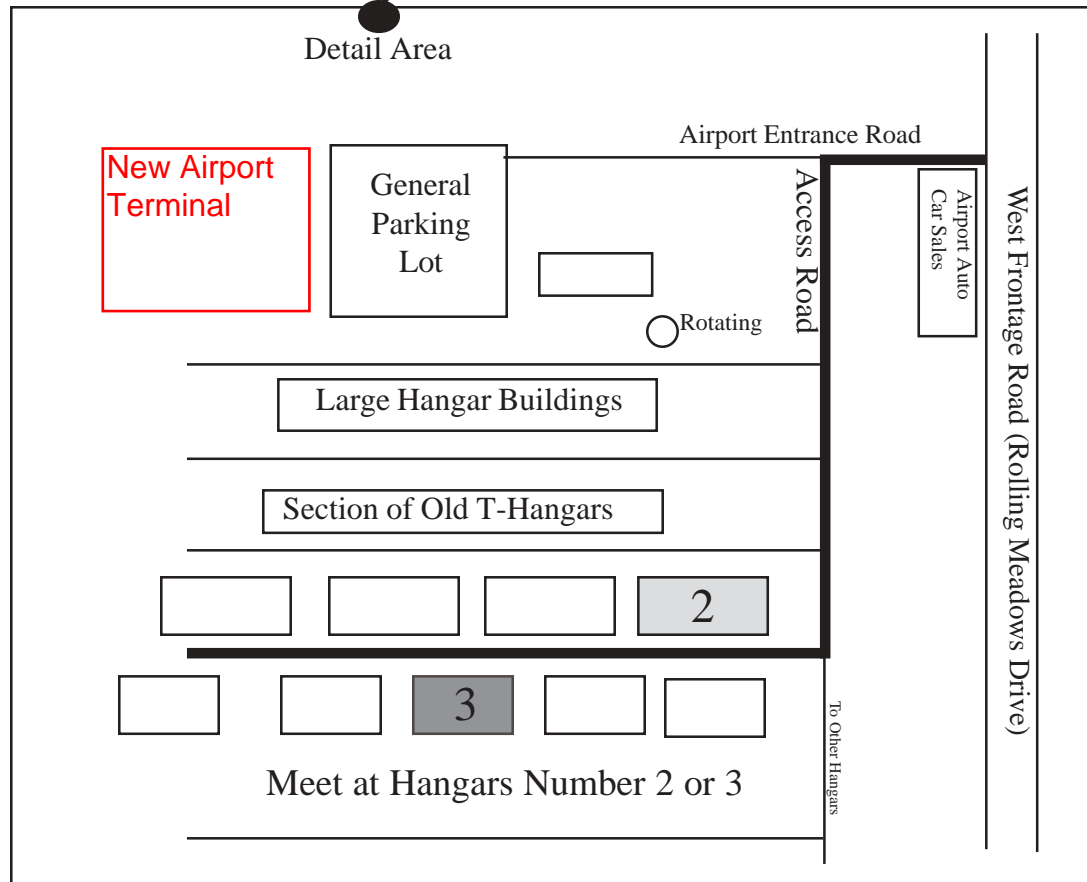 Detail Area
Airport Entrance Road
New Airport
Terminal
General
Parking
Lot
Access Road
Airport Auto
Car Sales
West Frontage Road (Rolling Meadows Drive)
Rotating
Large Hangar Buildings
Section of Old T-Hangars
2
3
To Other Hangars
Meet at Hangars Number 2 or 3